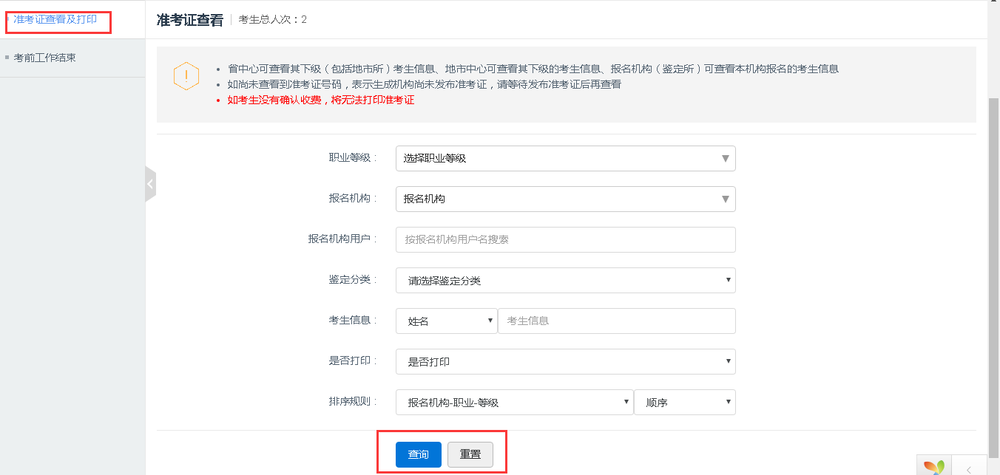 准考证查看及打印
考前工作结束
准考证查看 考生总人次：2
省中心可查看其下级（包括地市所）考生信息、地市中心可查看其下级的考生信息、报名机构（鉴定所）可查看本机构报名的考生信息
如尚未查看到准考证号码，表示生成机构尚未发布准考证，请等待发布准考证后再查看
如考生没有确认收费，将无法打印准考证
职业等级： 选择职业等级
报名机构： 报名机构
报名机构用户： 按报名机构用户名搜索
鉴定分类： 请选择鉴定分类
考生信息： 姓名 考生信息
是否打印： 是否打印
排序规则： 报名机构-职业-等级 顺序
查询 重置